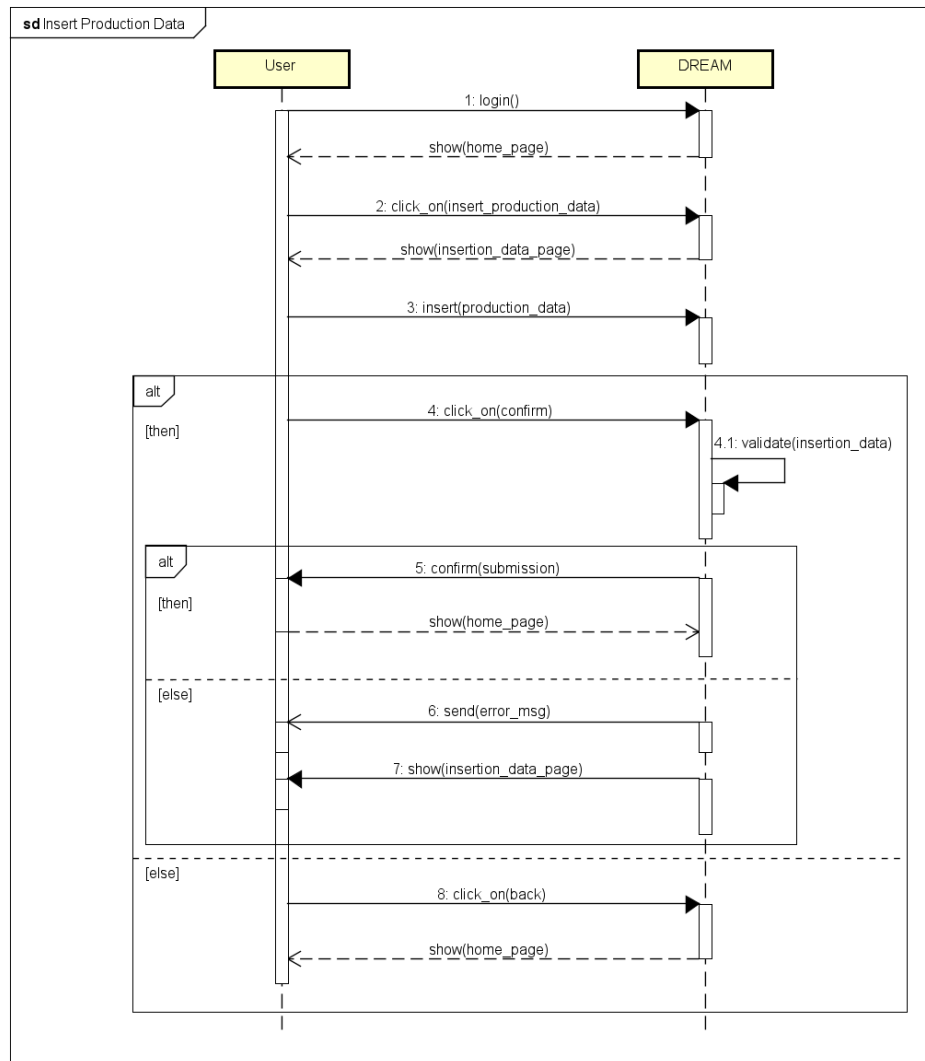 sd Insert Production Data
User
DREAM
1: login()
show(home_page)
2: click_on(insert_production_data)
show(insertion_data_page)
3: insert(production_data)
alt
4: click_on(confirm)
[then]
4.1: validate(insertion_data)
alt
5: confirm(submission)
[then]
show(home_page)
[else]
6: send(error_msg)
7: show(insertion_data_page)
[else]
8: click_on(back)
show(home_page)